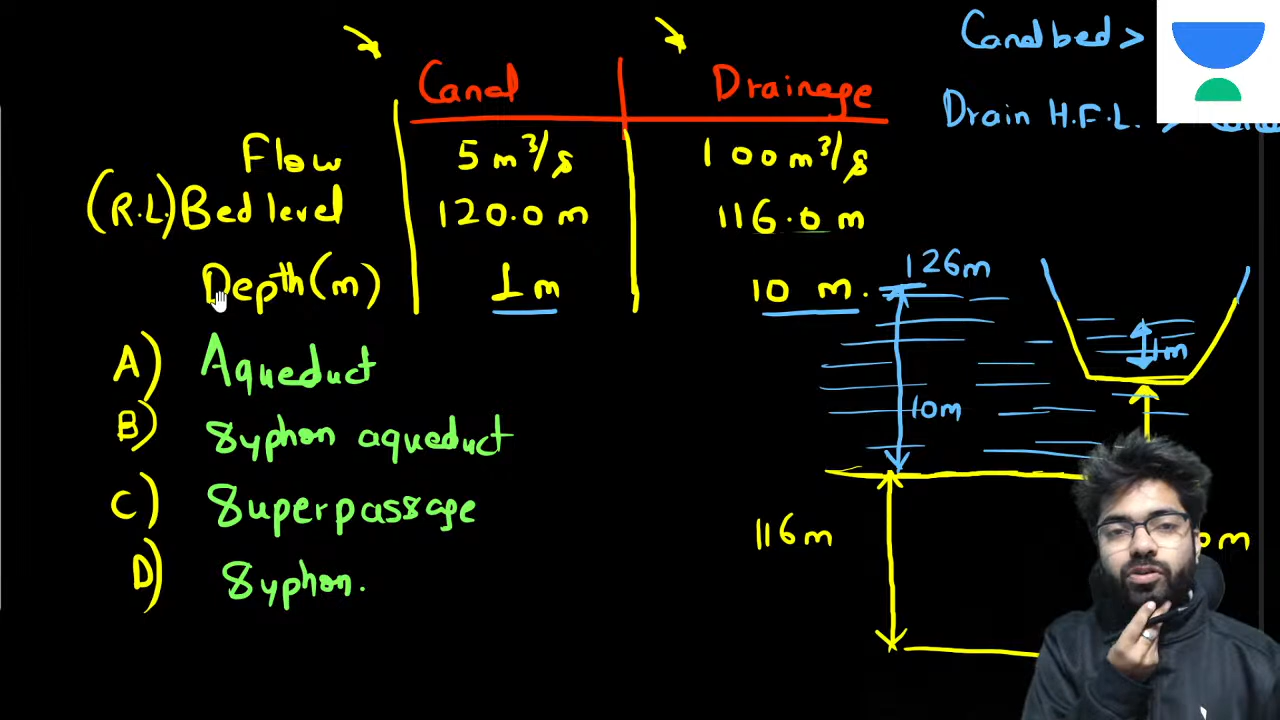 Canal bed >
Canal Drainage
Drain H.F.L. >
Flow 5 m³/s 100 m³/s
(R.L.) Bed level 120.0 m 116.0 m
Depth (m) 1 m 10 m.
126m
1m
A) Aqueduct
10m
B) Syphon aqueduct
C) Superpassage
116m
D) Syphon.